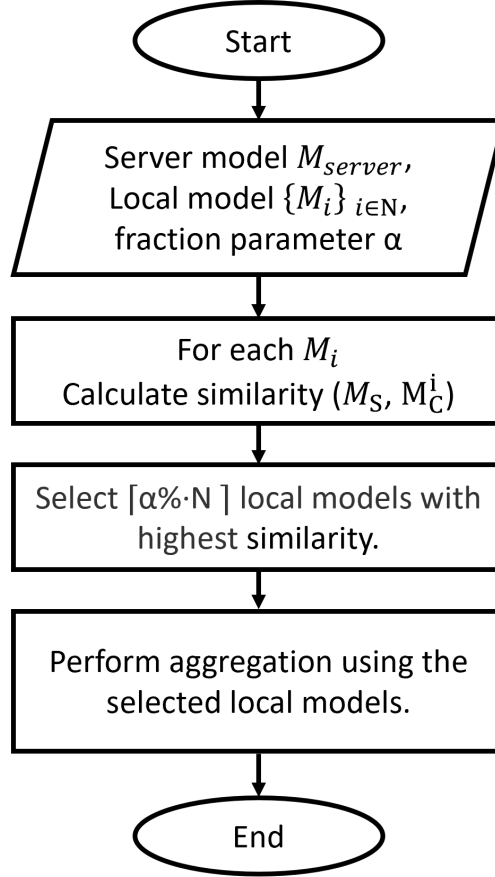 Start
Server model M_server,
Local model {M_i} i∈N,
fraction parameter α
For each M_i
Calculate similarity (M_S, M_C^i)
Select ⌈α%·N ⌉ local models with
highest similarity.
Perform aggregation using the
selected local models.
End